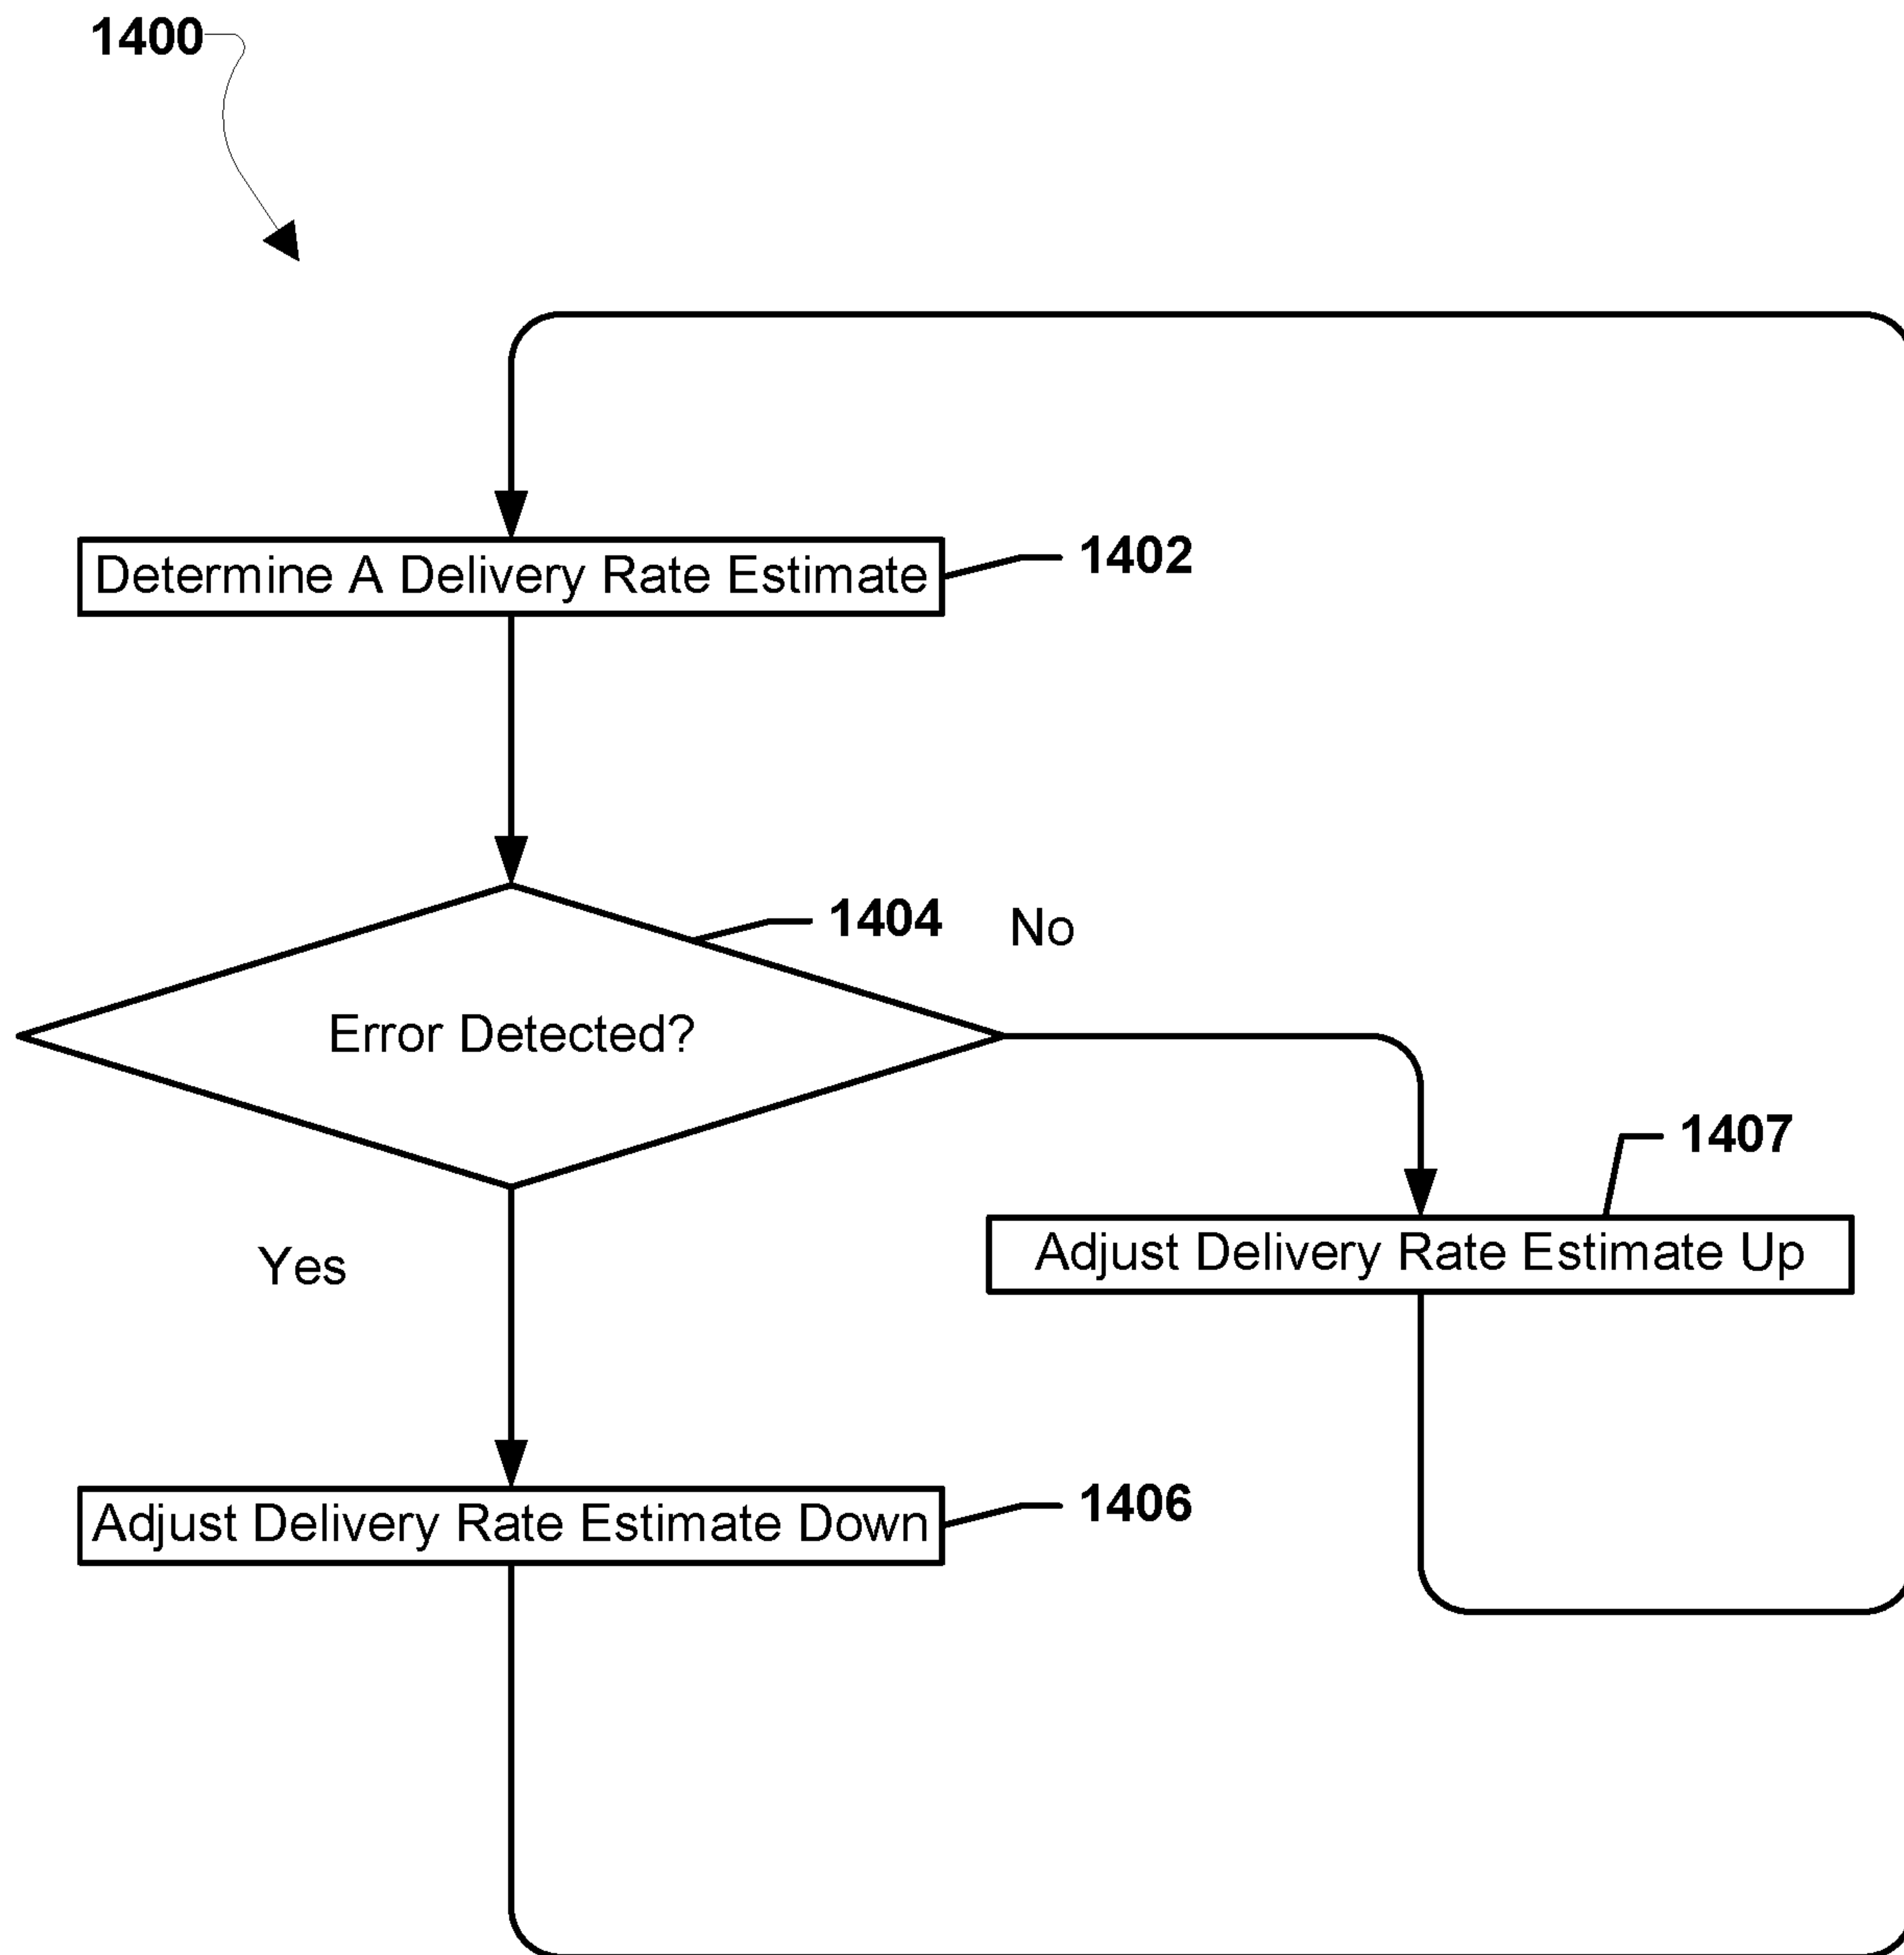 1400
Determine A Delivery Rate Estimate
1402
1404
No
Error Detected?
1407
Adjust Delivery Rate Estimate Up
Yes
Adjust Delivery Rate Estimate Down
1406